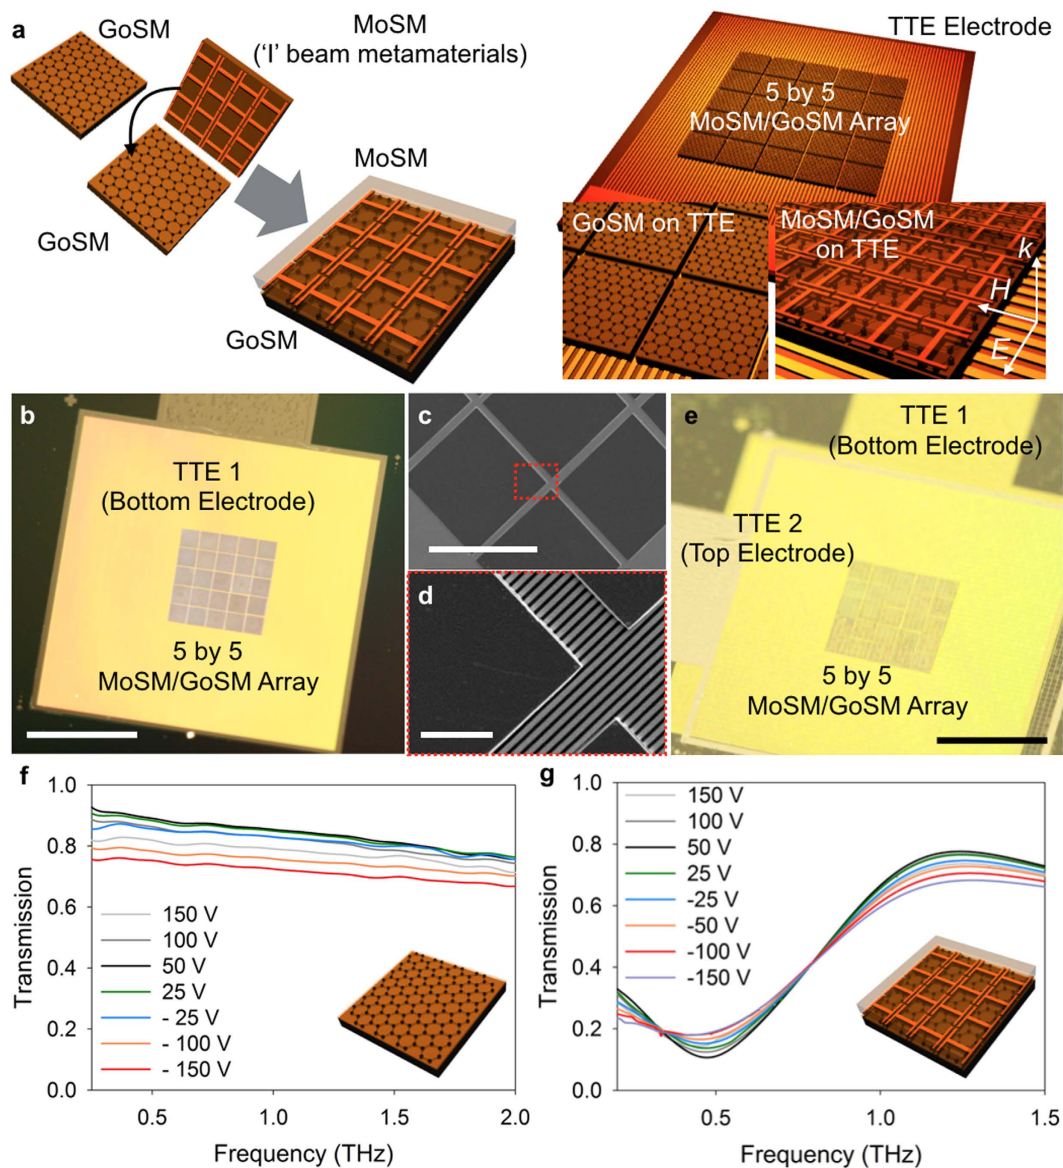 a
GoSM
MoSM
('I' beam metamaterials)
GoSM
MoSM
GoSM
TTE Electrode
5 by 5
MoSM/GoSM Array
GoSM on TTE
MoSM/GoSM
on TTE
k
H
E
b
TTE 1
(Bottom Electrode)
5 by 5
MoSM/GoSM Array
c
d
e
TTE 1
(Bottom Electrode)
TTE 2
(Top Electrode)
5 by 5
MoSM/GoSM Array
f
Transmission
1.0
0.8
0.6
0.4
0.2
0.0
150 V
100 V
50 V
25 V
- 25 V
- 100 V
- 150 V
0.5
1.0
1.5
2.0
Frequency (THz)
g
Transmission
1.0
0.8
0.6
0.4
0.2
0.0
150 V
100 V
50 V
25 V
-25 V
-50 V
-100 V
-150 V
0.5
1.0
1.5
Frequency (THz)